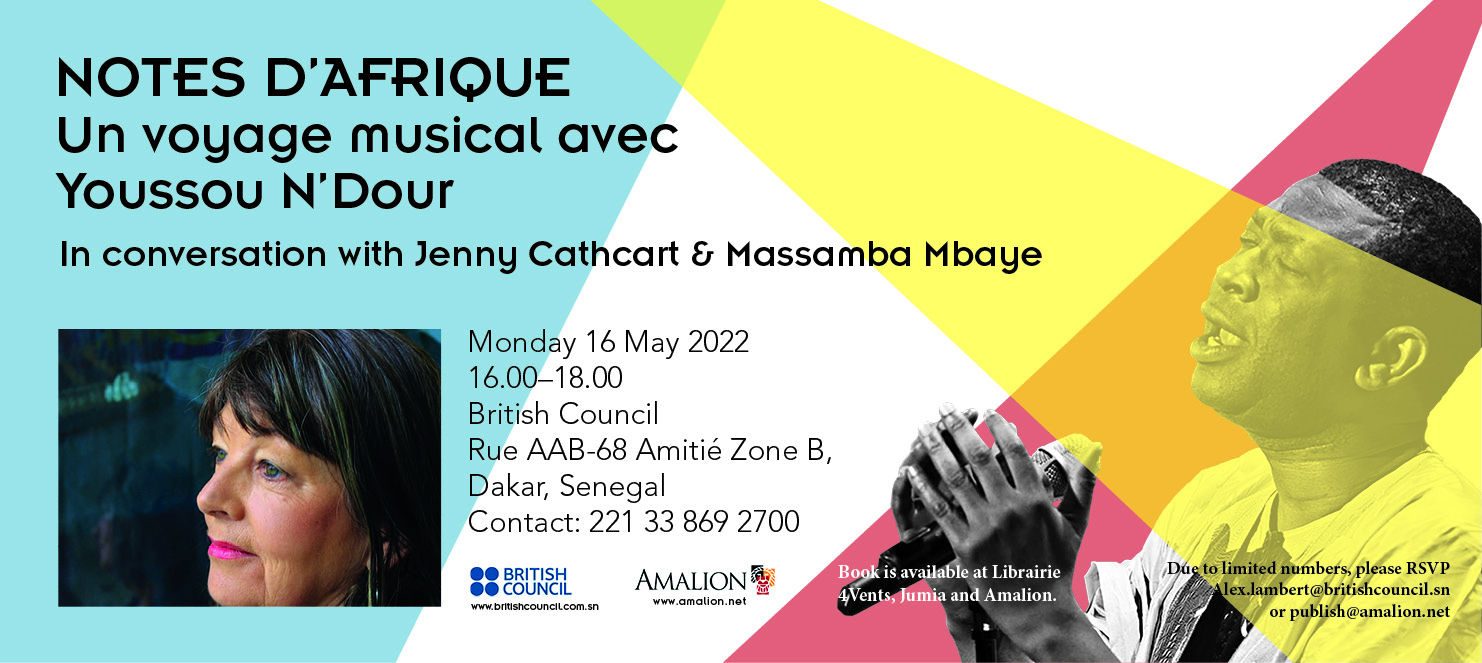 NOTES D’AFRIQUE
Un voyage musical avec
Youssou N’Dour
In conversation with Jenny Cathcart & Massamba Mbaye
Monday 16 May 2022
16.00–18.00
British Council
Rue AAB-68 Amitié Zone B,
Dakar, Senegal
Contact: 221 33 869 2700
BRITISH
COUNCIL
www.britishcouncil.com.sn
AMALION
www.amalion.net
Book is available at Librairie
4Vents, Jumia and Amalion.
Due to limited numbers, please RSVP
Alex.lambert@britishcouncil.sn
or publish@amalion.net